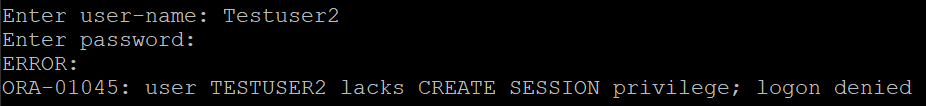 Enter user-name: Testuser2
Enter password:
ERROR:
ORA-01045: user TESTUSER2 lacks CREATE SESSION privilege; logon denied